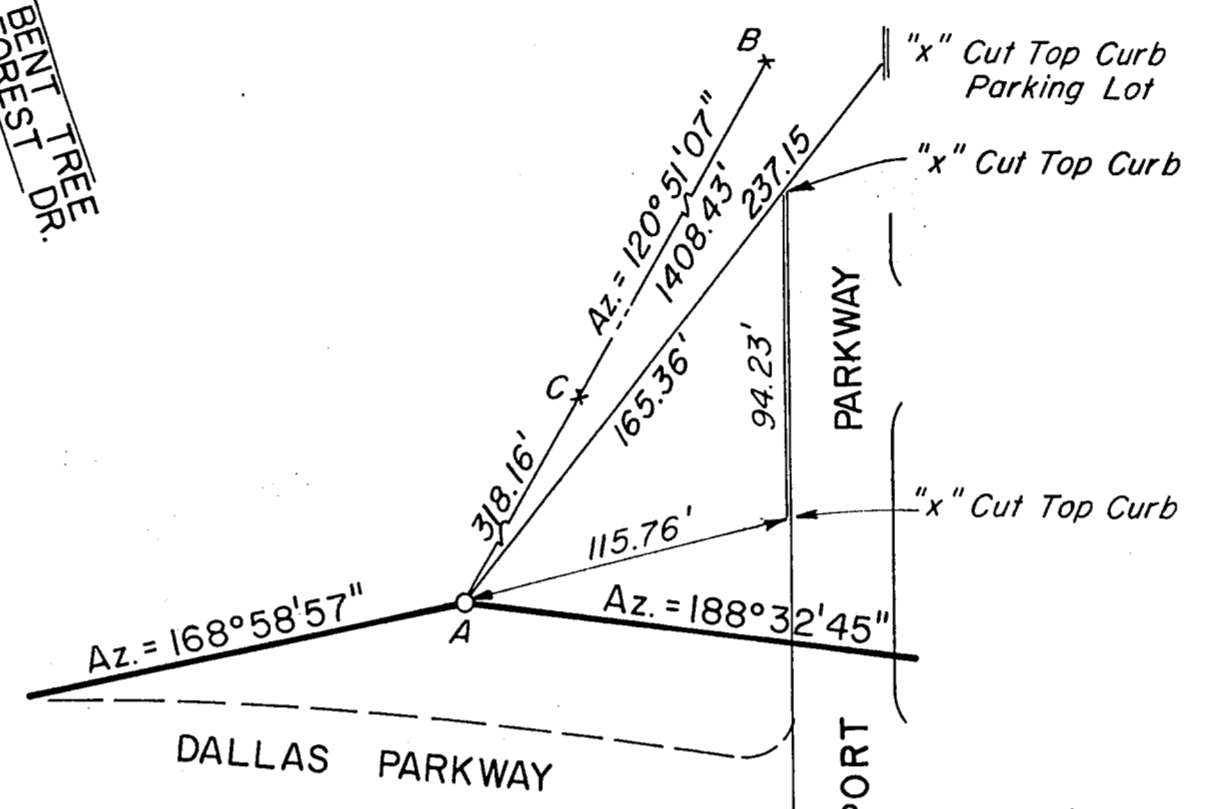 BENT TREE
FOREST DR.
B
"x" Cut Top Curb
Parking Lot
"x" Cut Top Curb
Az. = 120°51'07"
1408.43'
237.15
PARKWAY
C
165.36'
94.23'
318.16'
"x" Cut Top Curb
115.76'
Az. = 168°58'57"
A
Az. = 188°32'45"
DALLAS PARKWAY
PORT